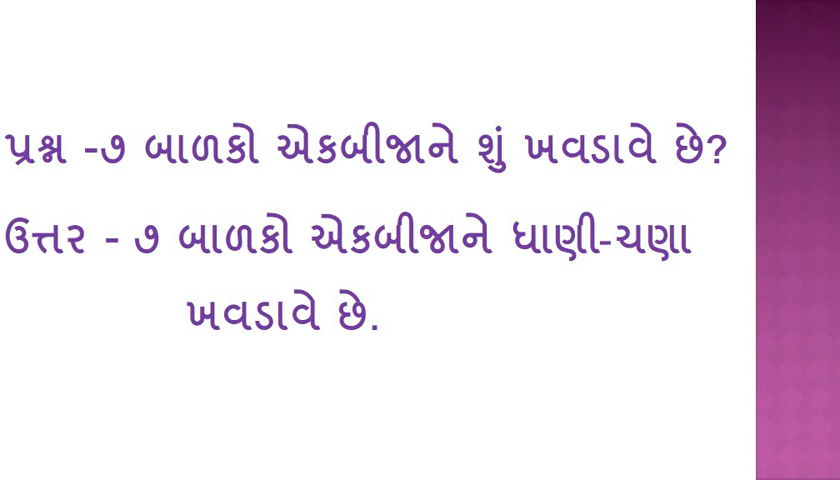 પ્રશ્ન -૭ બાળકો એકબીજાને શું ખવડાવે છે?
ઉત્તર - ૭ બાળકો એકબીજાને ધાણી-ચણા
ખવડાવે છે.